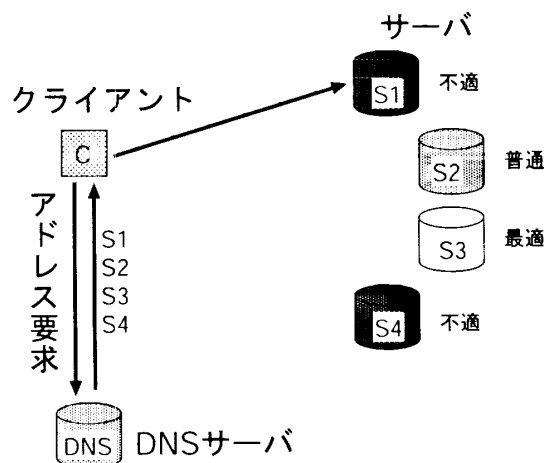 サーバ
S1 不適
クライアント
C
S2 普通
アドレス要求
S1
S2
S3
S4
S3 最適
S4 不適
DNS DNSサーバ